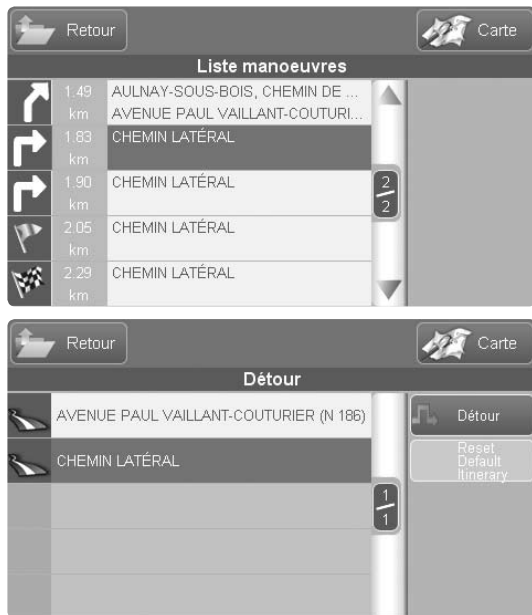 Retour
Carte
Liste manoeuvres
1.49 km
AULNAY-SOUS-BOIS, CHEMIN DE ...
AVENUE PAUL VAILLANT-COUTURI...
1.83 km
CHEMIN LATÉRAL
1.90 km
CHEMIN LATÉRAL
2.05 km
CHEMIN LATÉRAL
2.29 km
CHEMIN LATÉRAL
2
2
Retour
Carte
Détour
AVENUE PAUL VAILLANT-COUTURIER (N 186)
CHEMIN LATÉRAL
Détour
Reset
Default
Itinerary
1
1